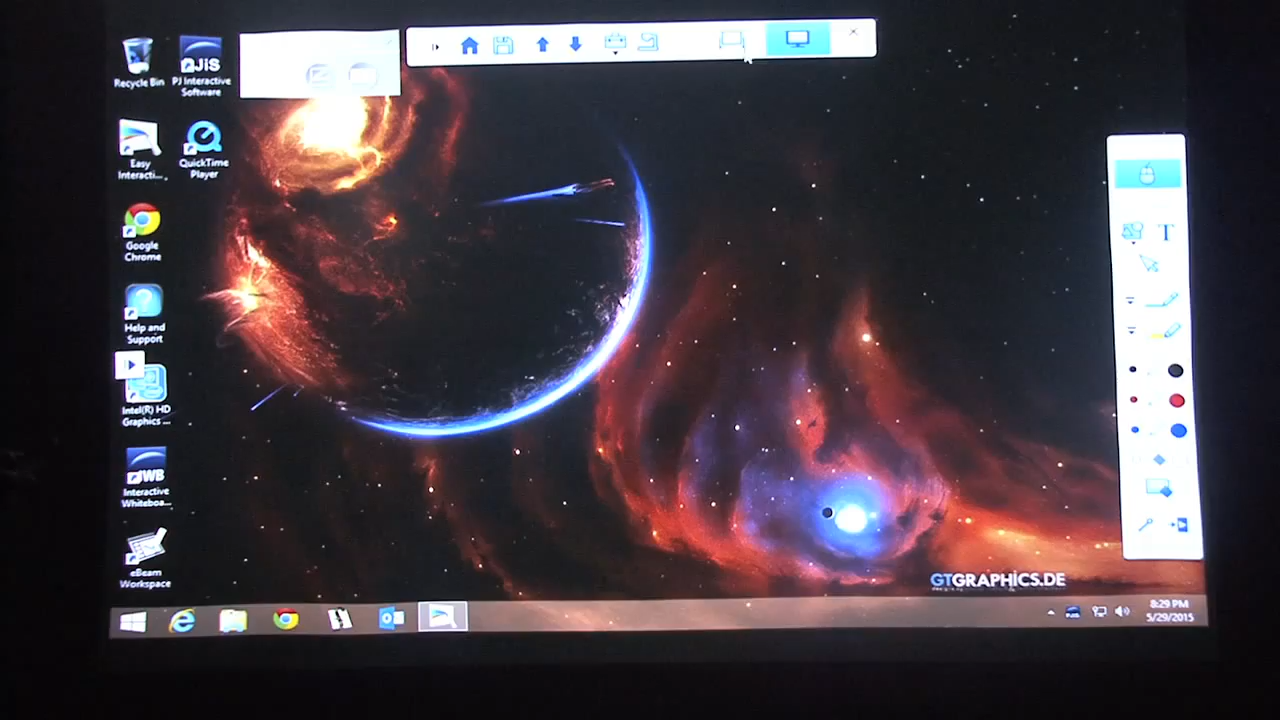 Recycle Bin
JiS
PJ Interactive
Software
Easy
Interacti...
QuickTime
Player
T
Google
Chrome
Help and
Support
Intel(R) HD
Graphics ...
IWB
Interactive
Whiteboa...
eBeam
Workspace
GTGRAPHICS.DE
8:29 PM
5/29/2015